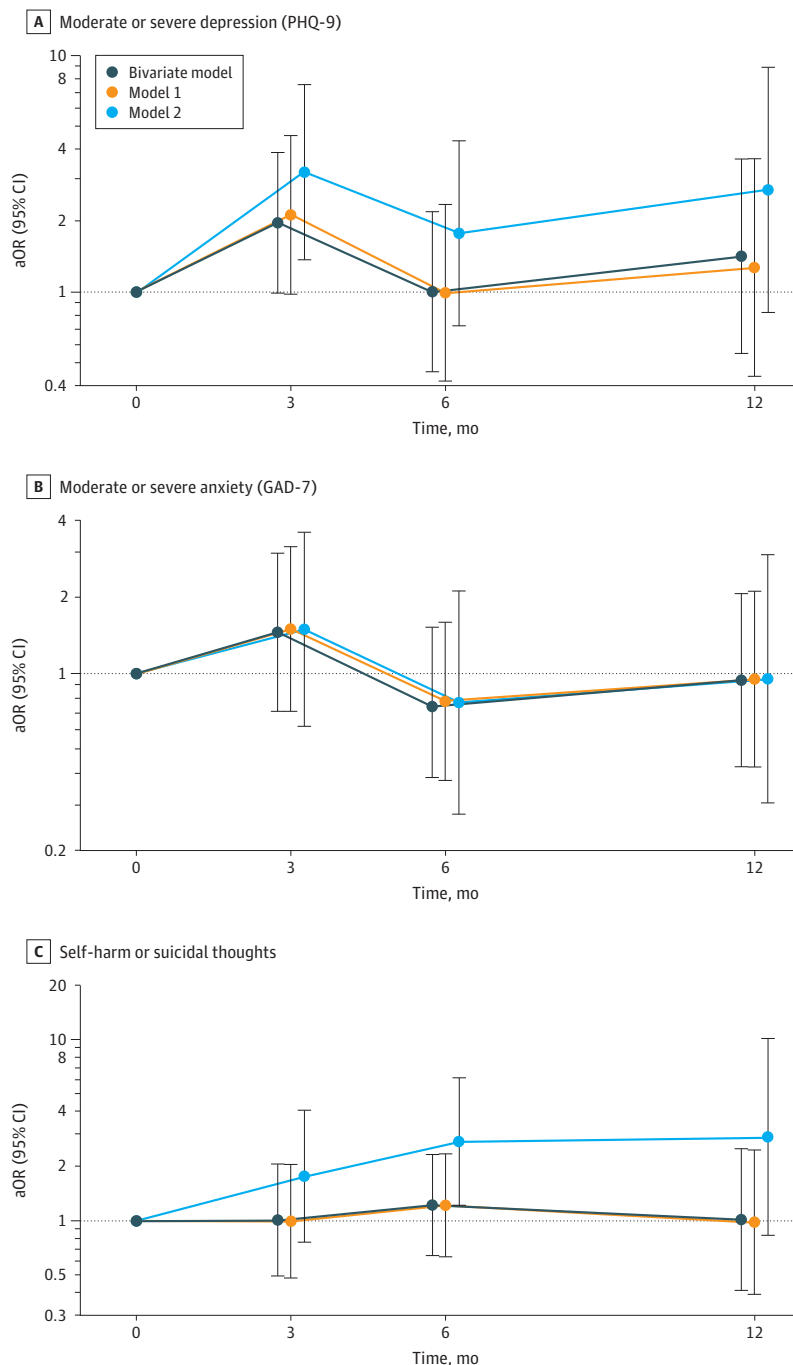 A Moderate or severe depression (PHQ-9)
10
8
4
2
1
0.4
aOR (95% CI)
Bivariate model
Model 1
Model 2
0 3 6 12
Time, mo
B Moderate or severe anxiety (GAD-7)
4
2
1
0.2
aOR (95% CI)
0 3 6 12
Time, mo
C Self-harm or suicidal thoughts
20
10
8
4
2
1
0.5
0.3
aOR (95% CI)
0 3 6 12
Time, mo